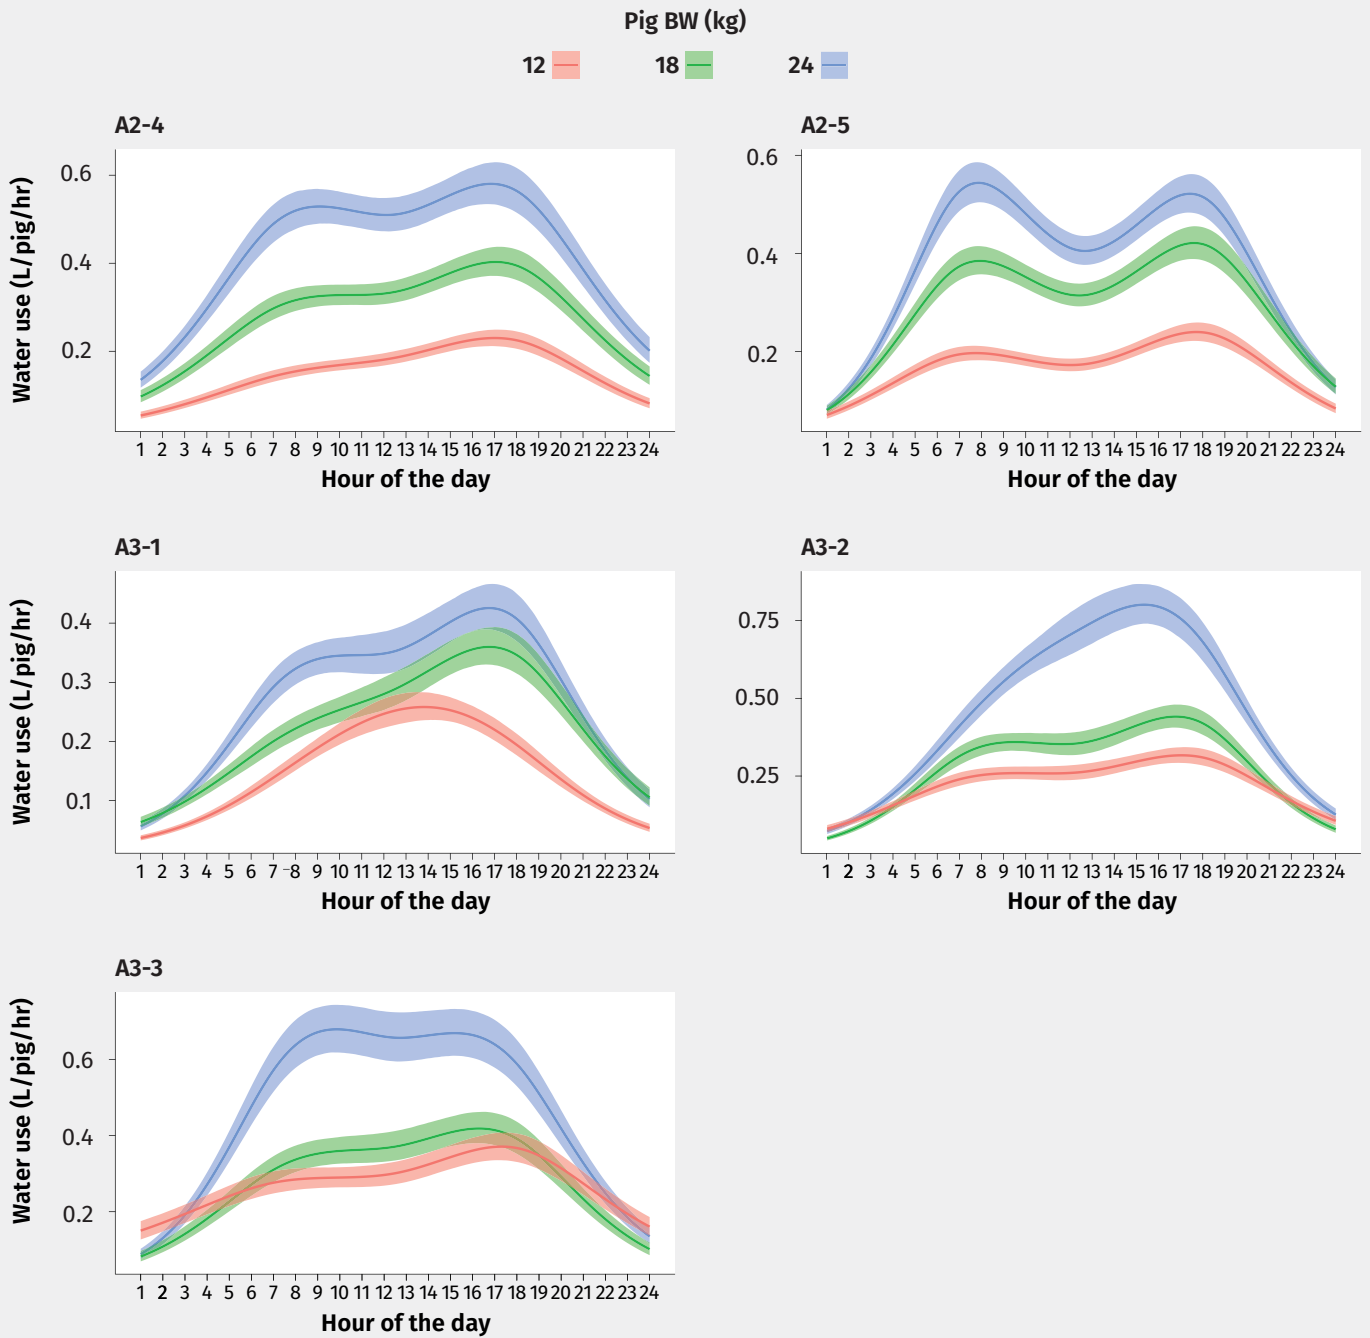 Pig BW (kg)
12 18 24
A2-4
Water use (L/pig/hr)
0.6
0.4
0.2
1 2 3 4 5 6 7 8 9 10 11 12 13 14 15 16 17 18 19 20 21 22 23 24
Hour of the day
A2-5
0.6
0.4
0.2
1 2 3 4 5 6 7 8 9 10 11 12 13 14 15 16 17 18 19 20 21 22 23 24
Hour of the day
A3-1
Water use (L/pig/hr)
0.4
0.3
0.2
0.1
1 2 3 4 5 6 7 8 9 10 11 12 13 14 15 16 17 18 19 20 21 22 23 24
Hour of the day
A3-2
0.75
0.50
0.25
1 2 3 4 5 6 7 8 9 10 11 12 13 14 15 16 17 18 19 20 21 22 23 24
Hour of the day
A3-3
Water use (L/pig/hr)
0.6
0.4
0.2
1 2 3 4 5 6 7 8 9 10 11 12 13 14 15 16 17 18 19 20 21 22 23 24
Hour of the day